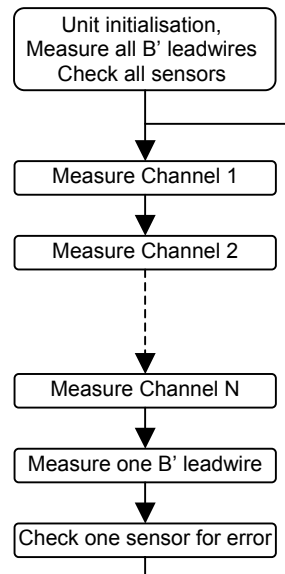 Unit initialisation,
Measure all B’ leadwires
Check all sensors
Measure Channel 1
Measure Channel 2
Measure Channel N
Measure one B’ leadwire
Check one sensor for error